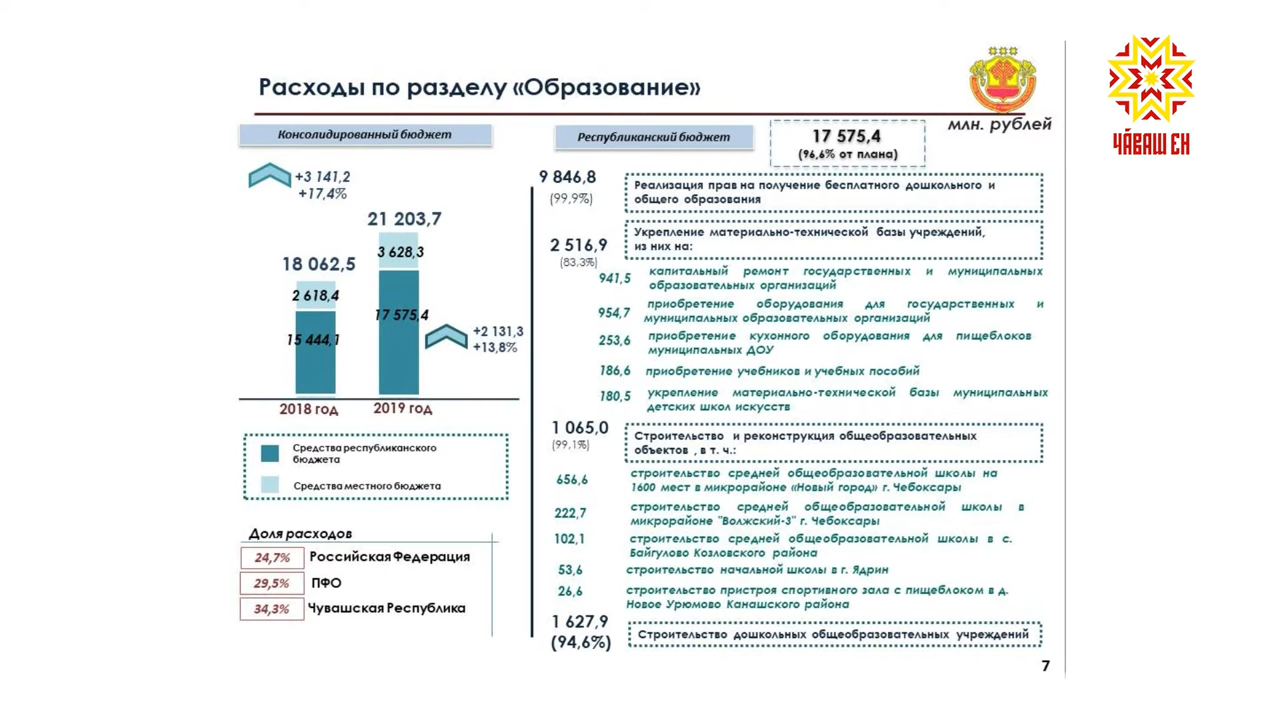 Расходы по разделу «Образование»
млн. рублей
ЧӐВАШ ЕН
Консолидированный бюджет
+3 141,2
+17,4%
21 203,7
3 628,3
18 062,5
2 618,4
17 575,4
15 444,1
+2 131,3
+13,8%
2018 год
2019 год
Средства республиканского
бюджета
Средства местного бюджета
Доля расходов
24,7% Российская Федерация
29,5% ПФО
34,3% Чувашская Республика
Республиканский бюджет
17 575,4
(96,6% от плана)
9 846,8
(99,9%)
Реализация прав на получение бесплатного дошкольного и
общего образования
2 516,9
(83,3%)
Укрепление материально-технической базы учреждений,
из них на:
941,5
капитальный ремонт государственных и муниципальных
образовательных организаций
954,7
приобретение оборудования для государственных и
муниципальных образовательных организаций
253,6
приобретение кухонного оборудования для пищеблоков
муниципальных ДОУ
186,6 приобретение учебников и учебных пособий
180,5
укрепление материально-технической базы муниципальных
детских школ искусств
1 065,0
(99,1%)
Строительство и реконструкция общеобразовательных
объектов , в т. ч.:
656,6
строительство средней общеобразовательной школы на
1600 мест в микрорайоне «Новый город» г. Чебоксары
222,7
строительство средней общеобразовательной школы в
микрорайоне "Волжский-3" г. Чебоксары
102,1
строительство средней общеобразовательной школы в с.
Байгулово Козловского района
53,6 строительство начальной школы в г. Ядрин
26,6
строительство пристроя спортивного зала с пищеблоком в д.
Новое Урюмово Канашского района
1 627,9
(94,6%)
Строительство дошкольных общеобразовательных учреждений
7